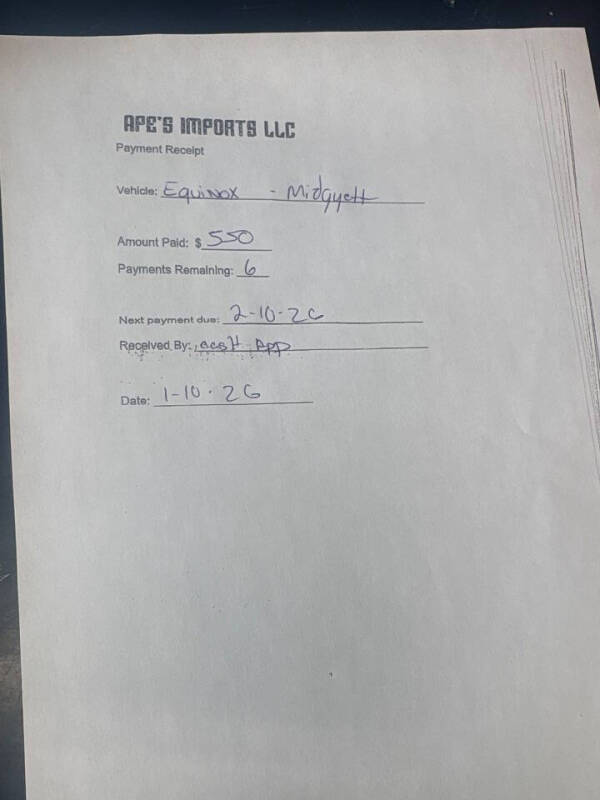 APE'S IMPORTS LLC
Payment Receipt
Vehicle: Equinox - Midgyett
Amount Paid: $ 550
Payments Remaining: 6
Next payment due: 2-10-26
Received By: App
Date: 1-10-26